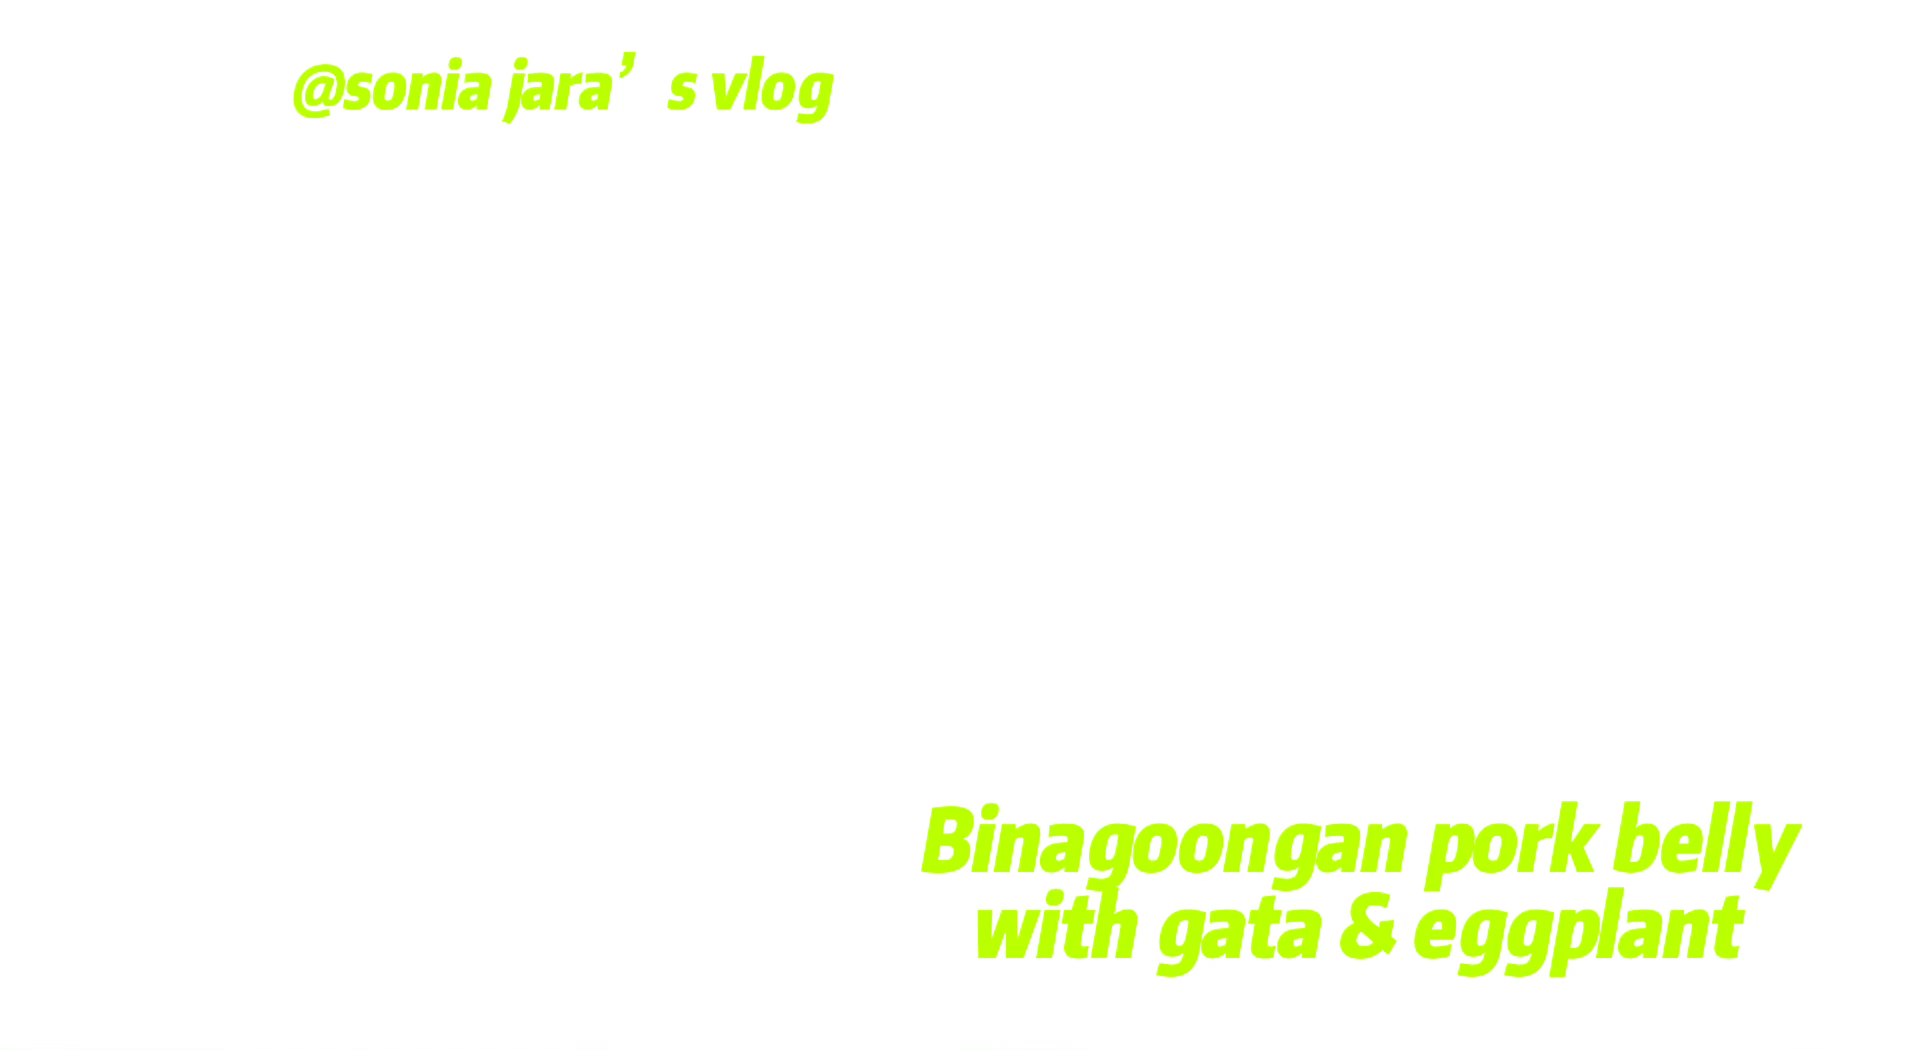 @sonia jara’s vlog
Binagoongan pork belly
with gata & eggplant